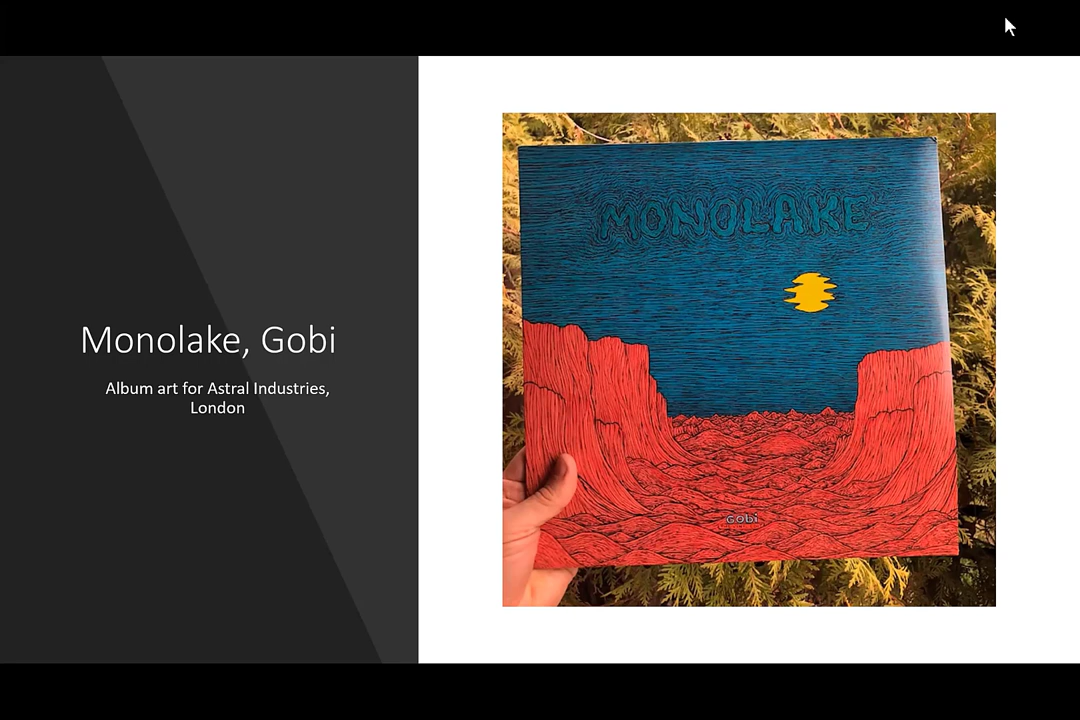 Monolake, Gobi
Album art for Astral Industries,
London
MONOLAKE
Gobi